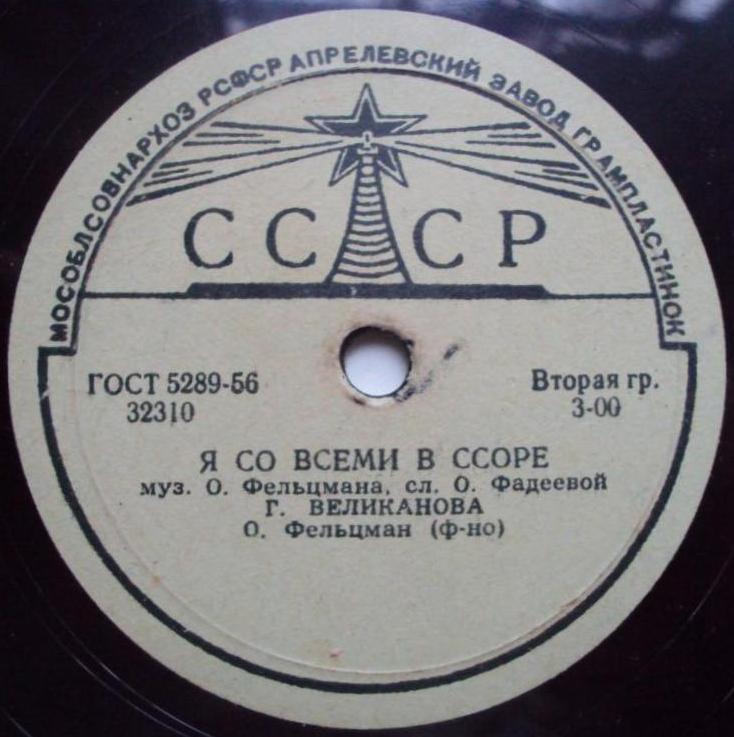 МОСОБЛСОВНАРХОЗ РСФСР АПРЕЛЕВСКИЙ ЗАВОД ГРАМПЛАСТИНОК
СССР
ГОСТ 5289-56
32310
Вторая гр.
3-00
Я СО ВСЕМИ В ССОРЕ
муз. О. Фельцмана, сл. О. Фадеевой
Г. ВЕЛИКАНОВА
О. Фельцман (ф-но)